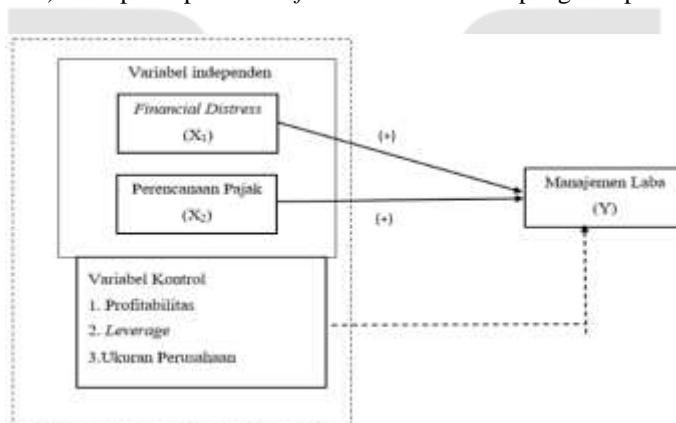 Variabel independen
Financial Distress
(X1)
(+)
Perencanaan Pajak
(X2)
(+)
Manajemen Laba
(Y)
Variabel Kontrol
1. Profitabilitas
2. Leverage
3.Ukuran Perusahaan